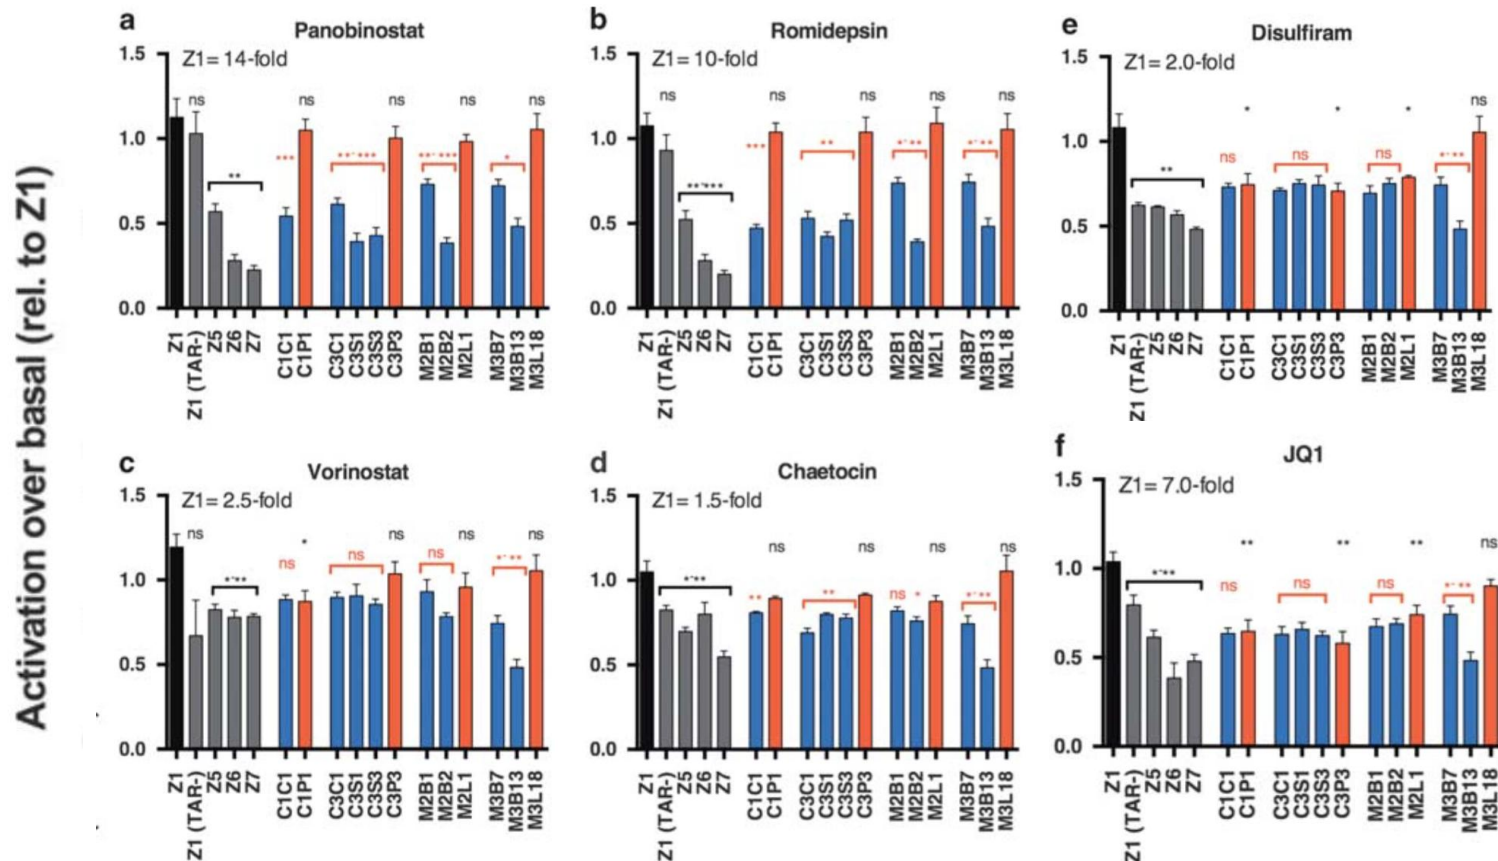 Activation over basal (rel. to Z1)
a
Panobinostat
Z1= 14-fold
1.5
1.0
0.5
0.0
ns
**
***
ns
**-***
ns
**-***
ns
*
ns
Z1
Z1 (TAR-)
Z5
Z6
Z7
C1C1
C1P1
C3C1
C3S1
C3S3
C3P3
M2B1
M2B2
M2L1
M3B7
M3B13
M3L18
b
Romidepsin
Z1= 10-fold
1.5
1.0
0.5
0.0
ns
**-***
***
ns
**
ns
*-**
ns
*-**
ns
Z1
Z1 (TAR-)
Z5
Z6
Z7
C1C1
C1P1
C3C1
C3S1
C3S3
C3P3
M2B1
M2B2
M2L1
M3B7
M3B13
M3L18
e
Disulfiram
Z1= 2.0-fold
1.5
1.0
0.5
0.0
**
ns
*
ns
*
ns
*
*-**
ns
Z1
Z1 (TAR-)
Z5
Z6
Z7
C1C1
C1P1
C3C1
C3S1
C3S3
C3P3
M2B1
M2B2
M2L1
M3B7
M3B13
M3L18
c
Vorinostat
Z1= 2.5-fold
1.5
1.0
0.5
0.0
ns
*-**
ns
*
ns
ns
ns
ns
*-**
ns
Z1
Z1 (TAR-)
Z5
Z6
Z7
C1C1
C1P1
C3C1
C3S1
C3S3
C3P3
M2B1
M2B2
M2L1
M3B7
M3B13
M3L18
d
Chaetocin
Z1= 1.5-fold
1.5
1.0
0.5
0.0
*-**
**
ns
**
ns
ns *
ns
*-**
ns
Z1
Z1 (TAR-)
Z5
Z6
Z7
C1C1
C1P1
C3C1
C3S1
C3S3
C3P3
M2B1
M2B2
M2L1
M3B7
M3B13
M3L18
f
JQ1
Z1= 7.0-fold
1.5
1.0
0.5
0.0
*-**
ns
**
ns
**
ns
**
*-**
ns
Z1
Z1 (TAR-)
Z5
Z6
Z7
C1C1
C1P1
C3C1
C3S1
C3S3
C3P3
M2B1
M2B2
M2L1
M3B7
M3B13
M3L18